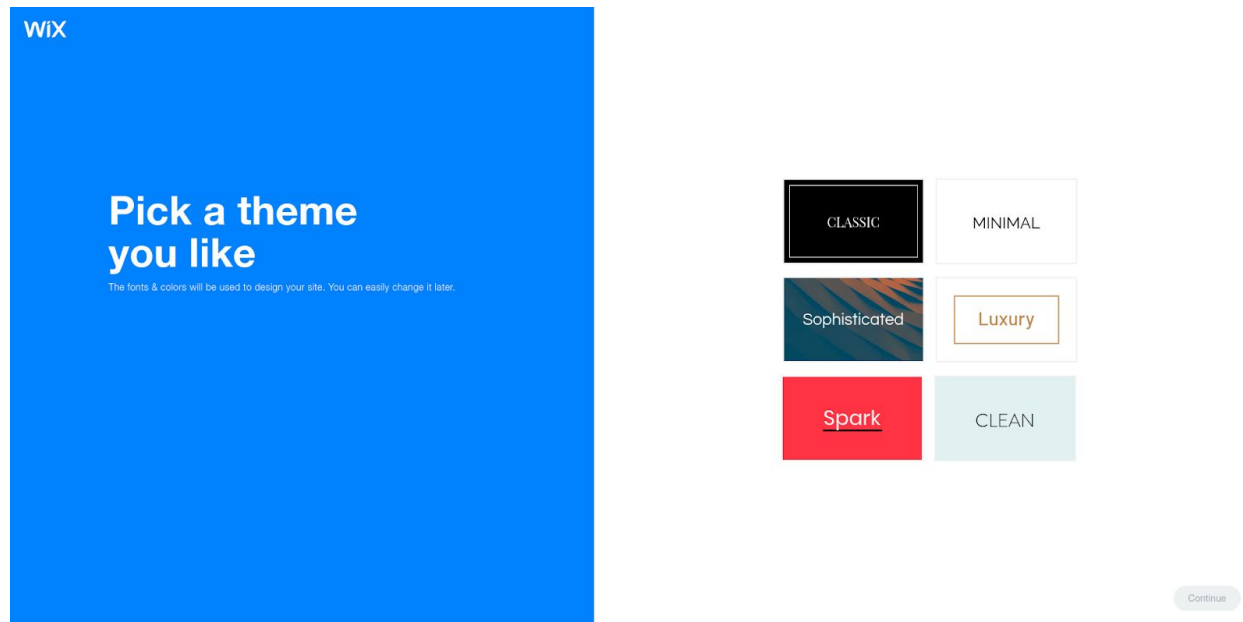 WiX
Pick a theme
you like
The fonts & colors will be used to design your site. You can easily change it later.
CLASSIC
MINIMAL
Sophisticated
Luxury
Spark
CLEAN
Continue